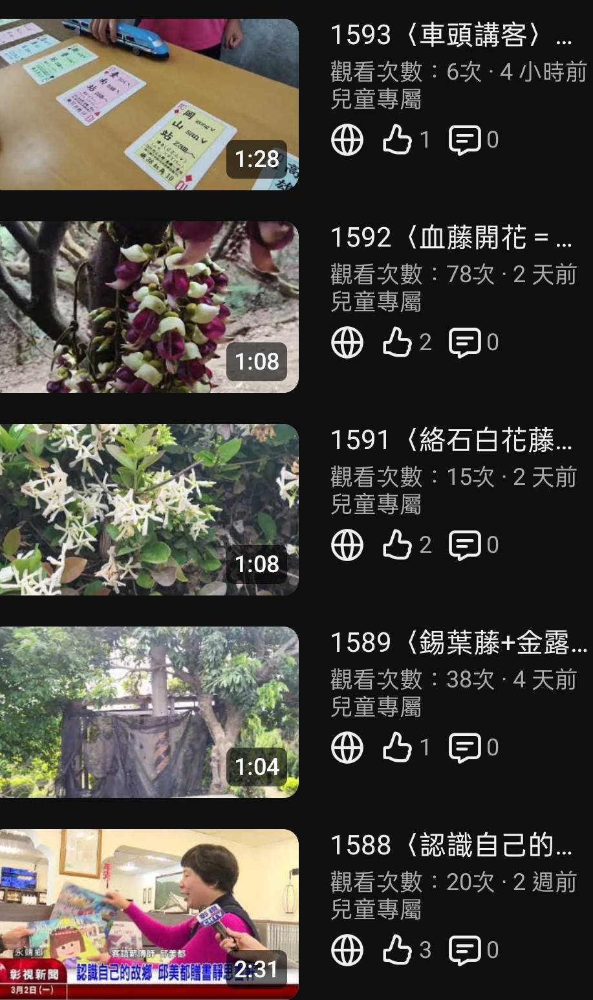 1593〈車頭講客〉...
觀看次數：6次 · 4 小時前
兒童專屬
1 0
岡 gongˇ
山 sanˇ
站
1:28
1592〈血藤開花 = ...
觀看次數：78次 · 2 天前
兒童專屬
2 0
1:08
1591〈絡石白花藤...
觀看次數：15次 · 2 天前
兒童專屬
2 0
1:08
1589〈錫葉藤+金露...
觀看次數：38次 · 4 天前
兒童專屬
1 0
1:04
1588〈認識自己的...
觀看次數：20次 · 2 週前
兒童專屬
3 0
永靖鄉
客語薪傳師 邱美都
2:31
彰視新聞
認識自己的故鄉 邱美都贈書靜思書軒
3月2日(一)